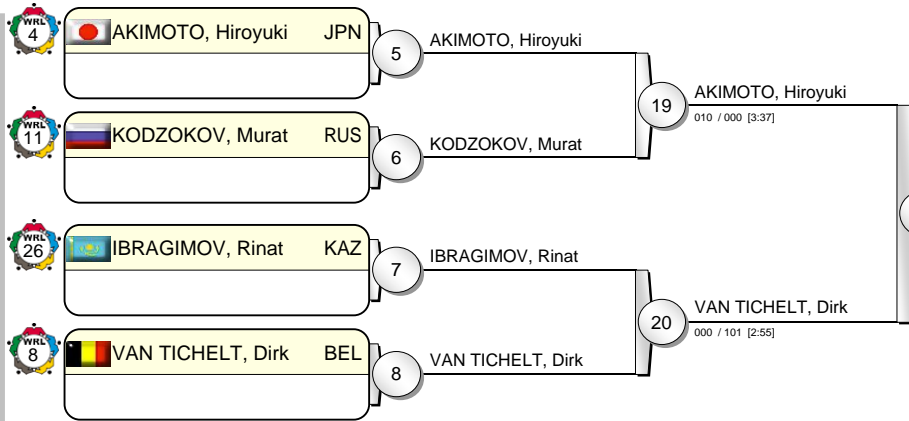 WRL
4
AKIMOTO, Hiroyuki JPN
5
AKIMOTO, Hiroyuki
19
AKIMOTO, Hiroyuki
010 / 000 [3:37]
WRL
11
KODZOKOV, Murat RUS
6
KODZOKOV, Murat
WRL
26
IBRAGIMOV, Rinat KAZ
7
IBRAGIMOV, Rinat
20
VAN TICHELT, Dirk
000 / 101 [2:55]
WRL
8
VAN TICHELT, Dirk BEL
8
VAN TICHELT, Dirk